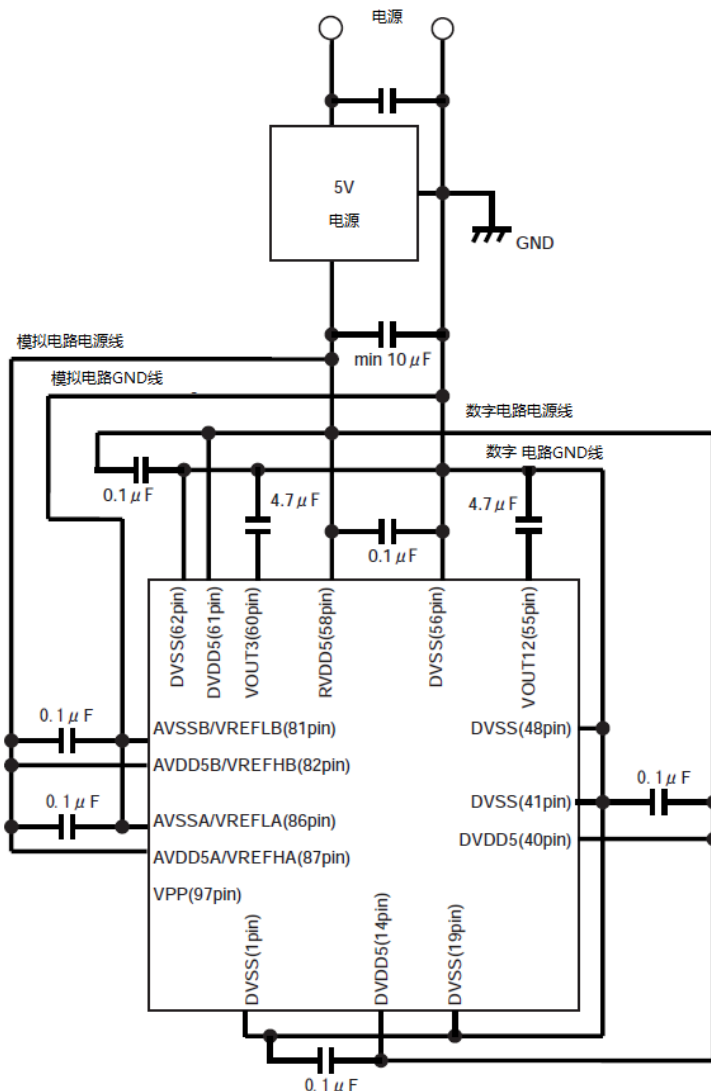 电源
5V
电源
GND
模拟电路电源线
min 10μF
模拟电路GND线
数字电路电源线
数字 电路GND线
0.1μF
4.7μF
4.7μF
0.1μF
DVSS(62pin)
DVDD5(61pin)
VOUT3(60pin)
RVDD5(58pin)
DVSS(56pin)
VOUT12(55pin)
0.1μF
AVSSB/VREFLB(81pin)
DVSS(48pin)
AVDD5B/VREFHB(82pin)
0.1μF
0.1μF
DVSS(41pin)
AVSSA/VREFLA(86pin)
DVDD5(40pin)
AVDD5A/VREFHA(87pin)
VPP(97pin)
DVSS(1pin)
DVDD5(14pin)
DVSS(19pin)
0.1μF